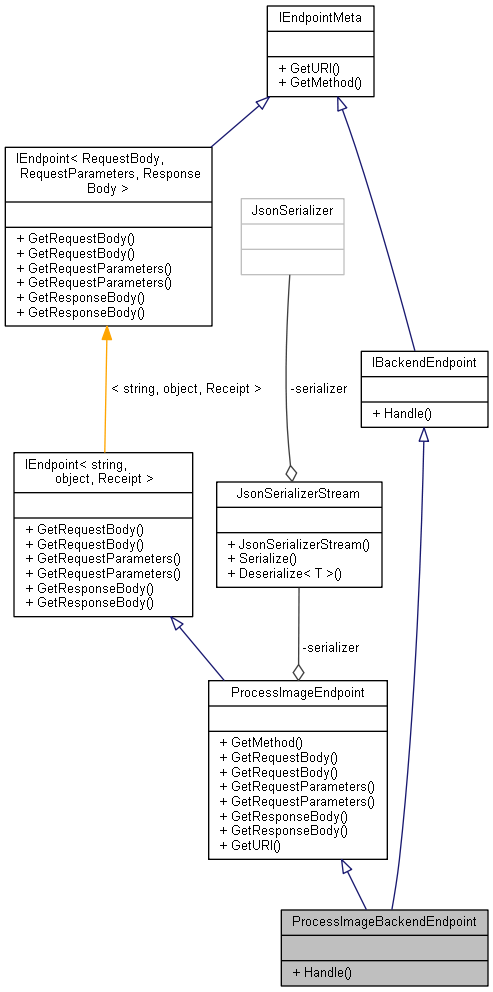 IEndpointMeta
+ GetURI()
+ GetMethod()
IEndpoint< RequestBody,
RequestParameters, Response
Body >
+ GetRequestBody()
+ GetRequestBody()
+ GetRequestParameters()
+ GetRequestParameters()
+ GetResponseBody()
+ GetResponseBody()
JsonSerializer
IBackendEndpoint
+ Handle()
< string, object, Receipt >
-serializer
IEndpoint< string,
object, Receipt >
+ GetRequestBody()
+ GetRequestBody()
+ GetRequestParameters()
+ GetRequestParameters()
+ GetResponseBody()
+ GetResponseBody()
JsonSerializerStream
+ JsonSerializerStream()
+ Serialize()
+ Deserialize< T >()
-serializer
ProcessImageEndpoint
+ GetMethod()
+ GetRequestBody()
+ GetRequestBody()
+ GetRequestParameters()
+ GetRequestParameters()
+ GetResponseBody()
+ GetResponseBody()
+ GetURI()
ProcessImageBackendEndpoint
+ Handle()